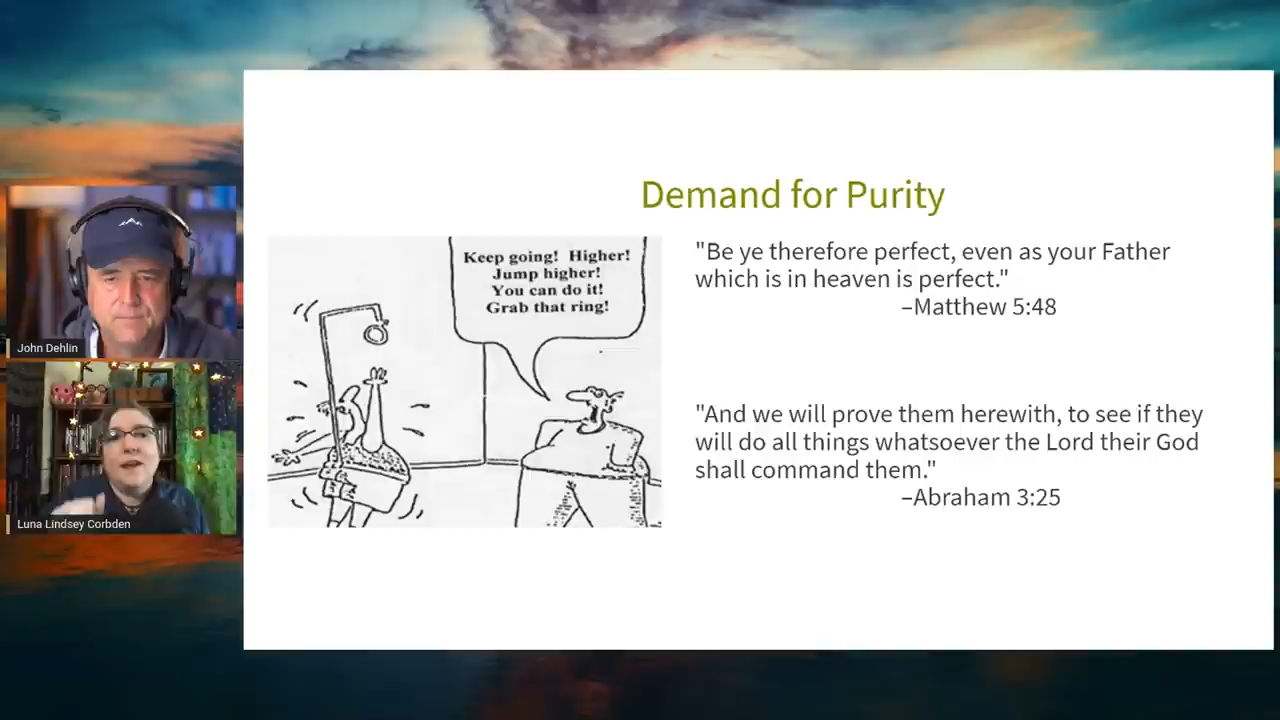 Demand for Purity
Keep going! Higher!
Jump higher!
You can do it!
Grab that ring!
"Be ye therefore perfect, even as your Father
which is in heaven is perfect."
–Matthew 5:48
"And we will prove them herewith, to see if they
will do all things whatsoever the Lord their God
shall command them."
–Abraham 3:25
John Dehlin
Luna Lindsey Corbden